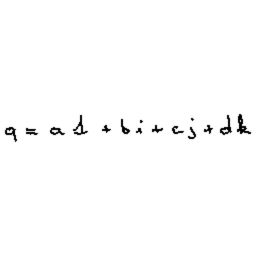 q = a1 + bi + cj + dk